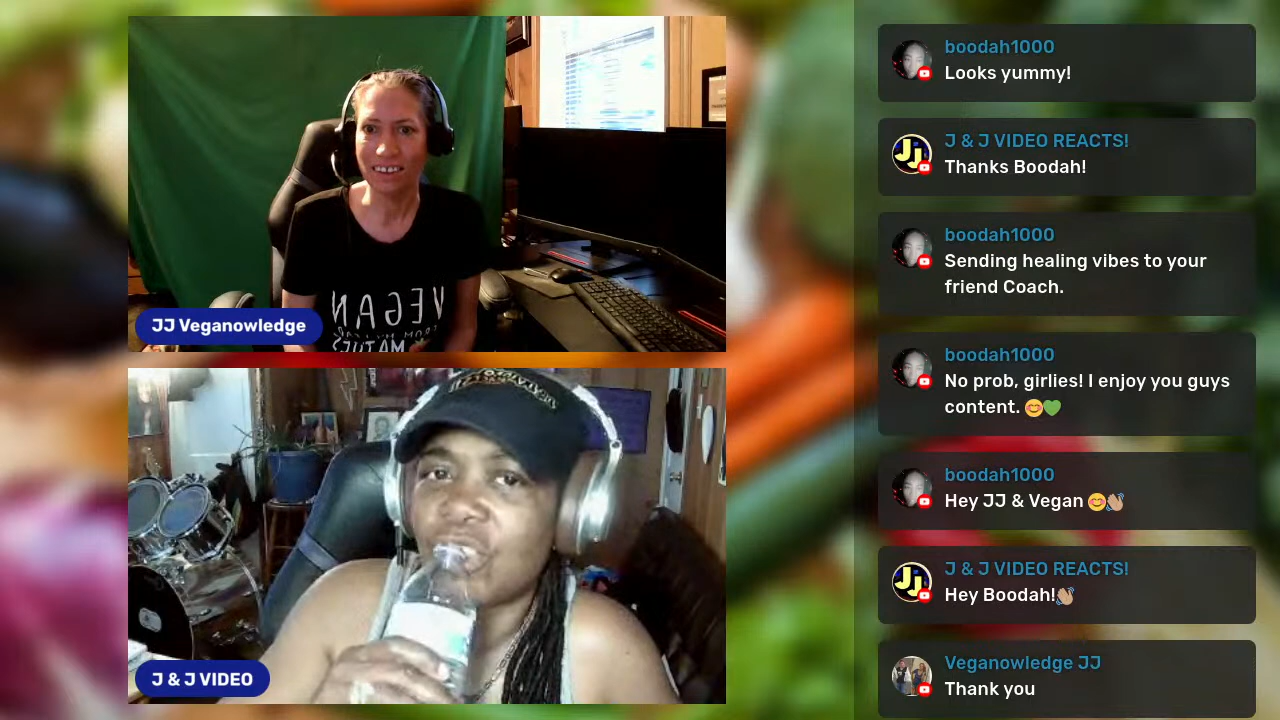 VEGAN
JJ Veganowledge
J & J VIDEO
boodah1000
Looks yummy!
J & J VIDEO REACTS!
Thanks Boodah!
boodah1000
Sending healing vibes to your
friend Coach.
boodah1000
No prob, girlies! I enjoy you guys
content. 😊💚
boodah1000
Hey JJ & Vegan 😊👋🏽
J & J VIDEO REACTS!
Hey Boodah!👋🏽
Veganowledge JJ
Thank you